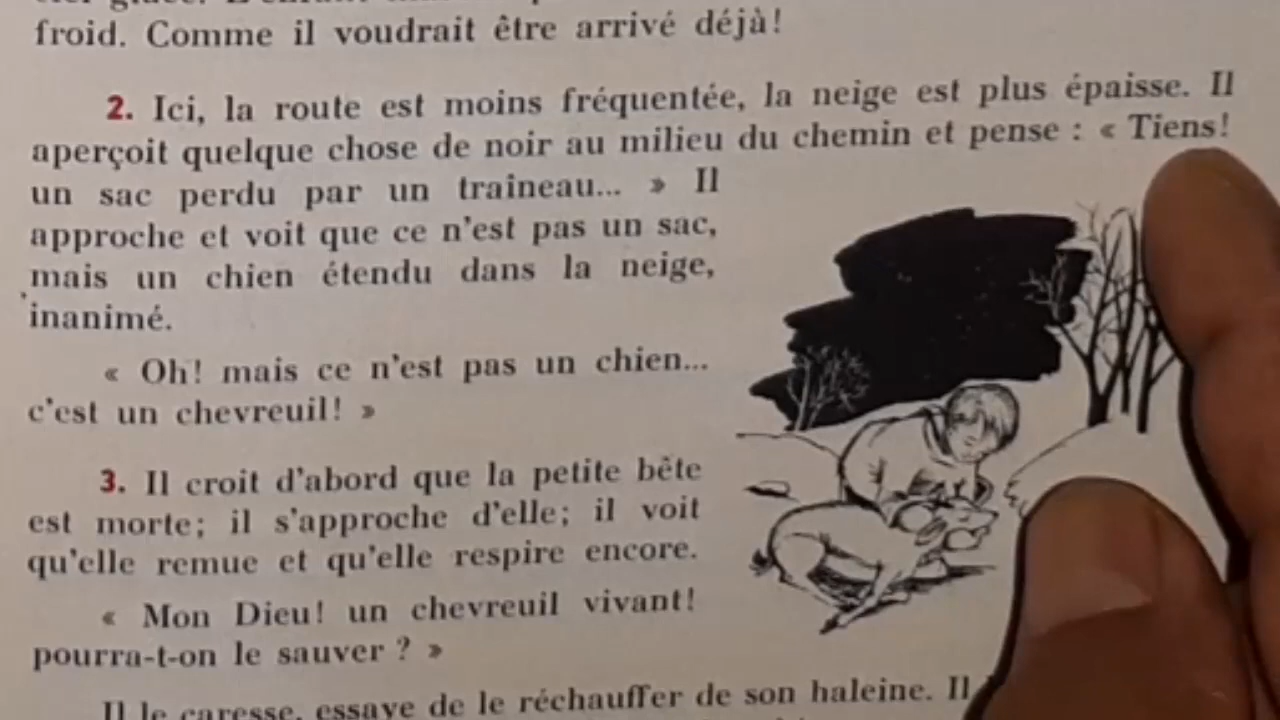 froid. Comme il voudrait être arrivé déjà!
2. Ici, la route est moins fréquentée, la neige est plus épaisse. Il
aperçoit quelque chose de noir au milieu du chemin et pense : « Tiens!
un sac perdu par un traîneau... » Il
approche et voit que ce n'est pas un sac,
mais un chien étendu dans la neige,
inanimé.
« Oh! mais ce n'est pas un chien...
c'est un chevreuil! »
3. Il croit d'abord que la petite bête
est morte; il s'approche d'elle; il voit
qu'elle remue et qu'elle respire encore.
« Mon Dieu! un chevreuil vivant!
pourra-t-on le sauver ? »
Il le caresse, essaye de le réchauffer de son haleine. Il